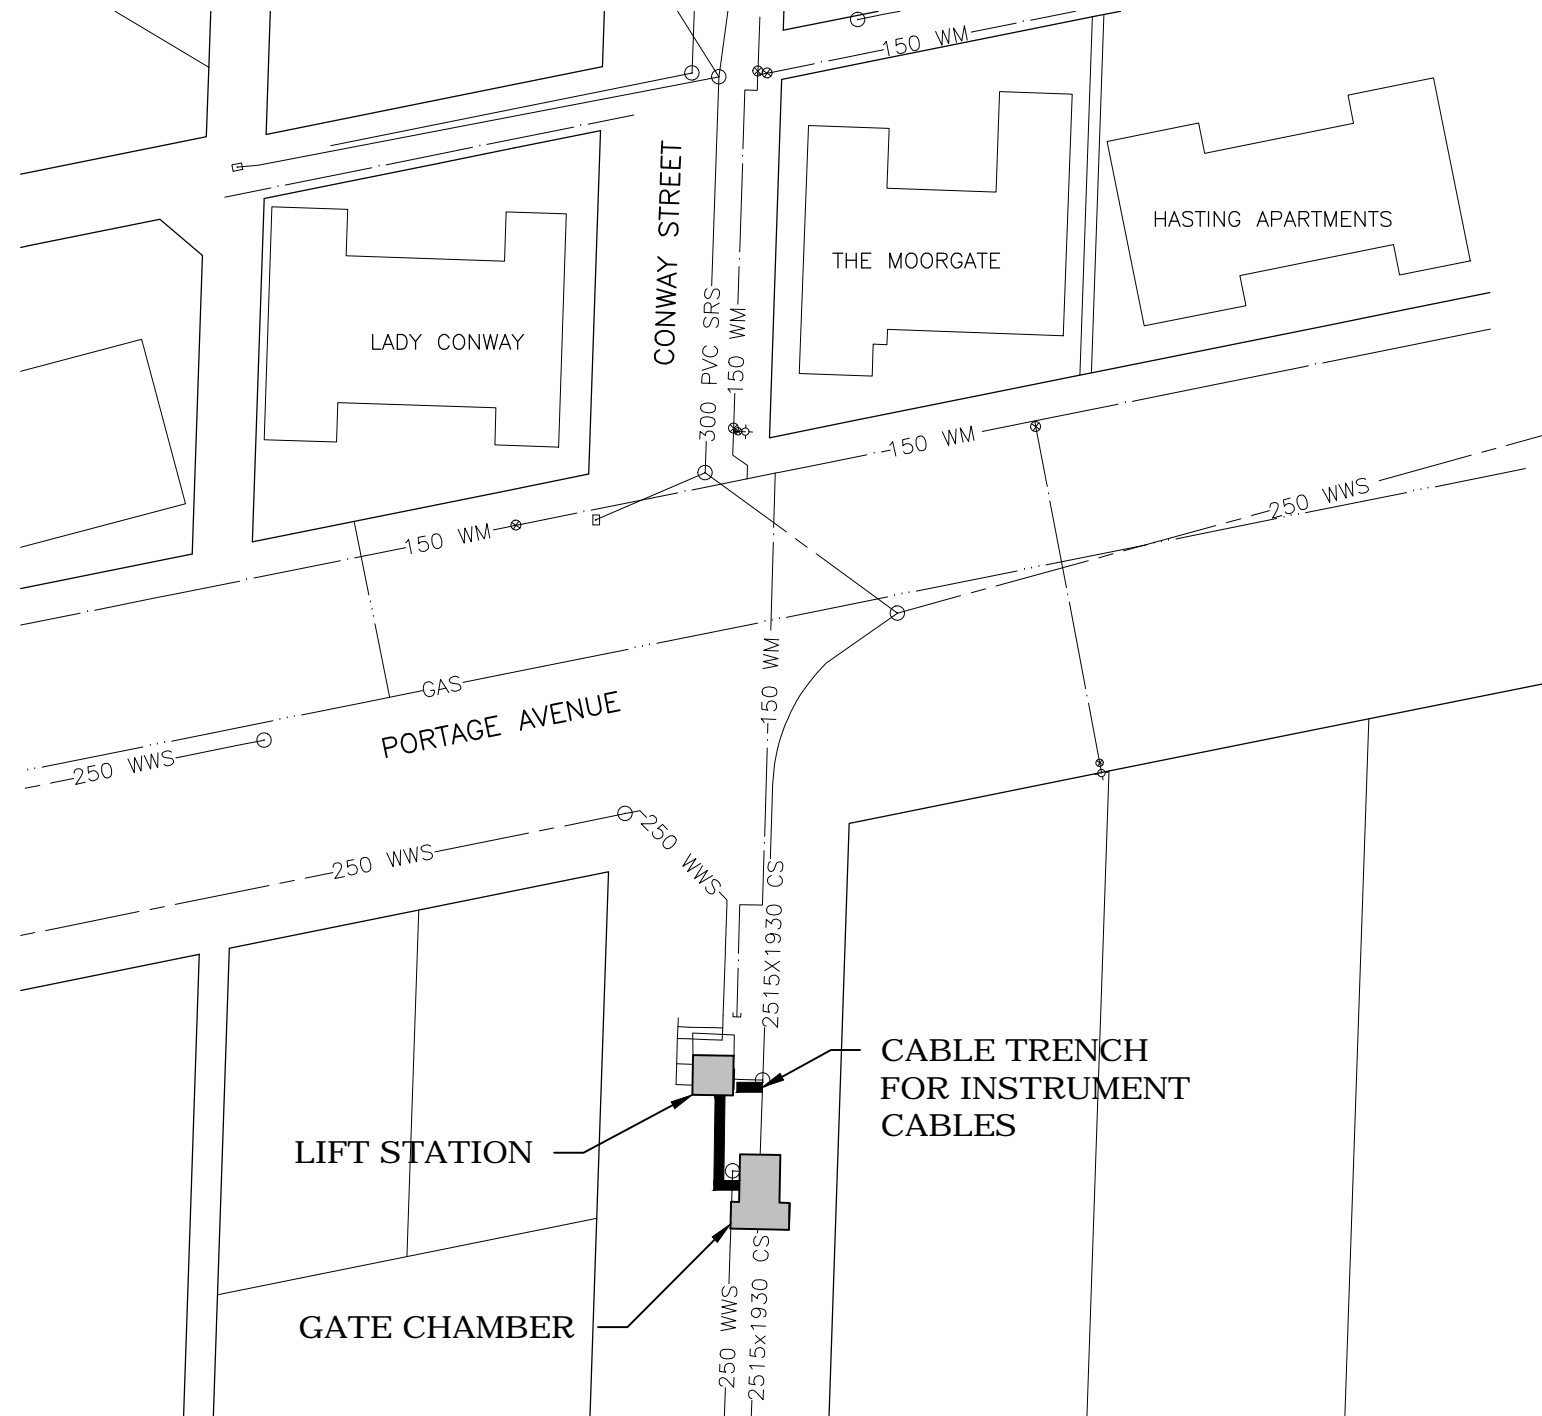 150 WM
CONWAY STREET
HASTING APARTMENTS
THE MOORGATE
LADY CONWAY
300 PVC SRS
150 WM
150 WM
250 WWS
150 WM
150 WM
GAS
PORTAGE AVENUE
250 WWS
250 WWS
250 WWS
2515X1930 CS
CABLE TRENCH
FOR INSTRUMENT
CABLES
LIFT STATION
GATE CHAMBER
250 WWS
2515x1930 CS